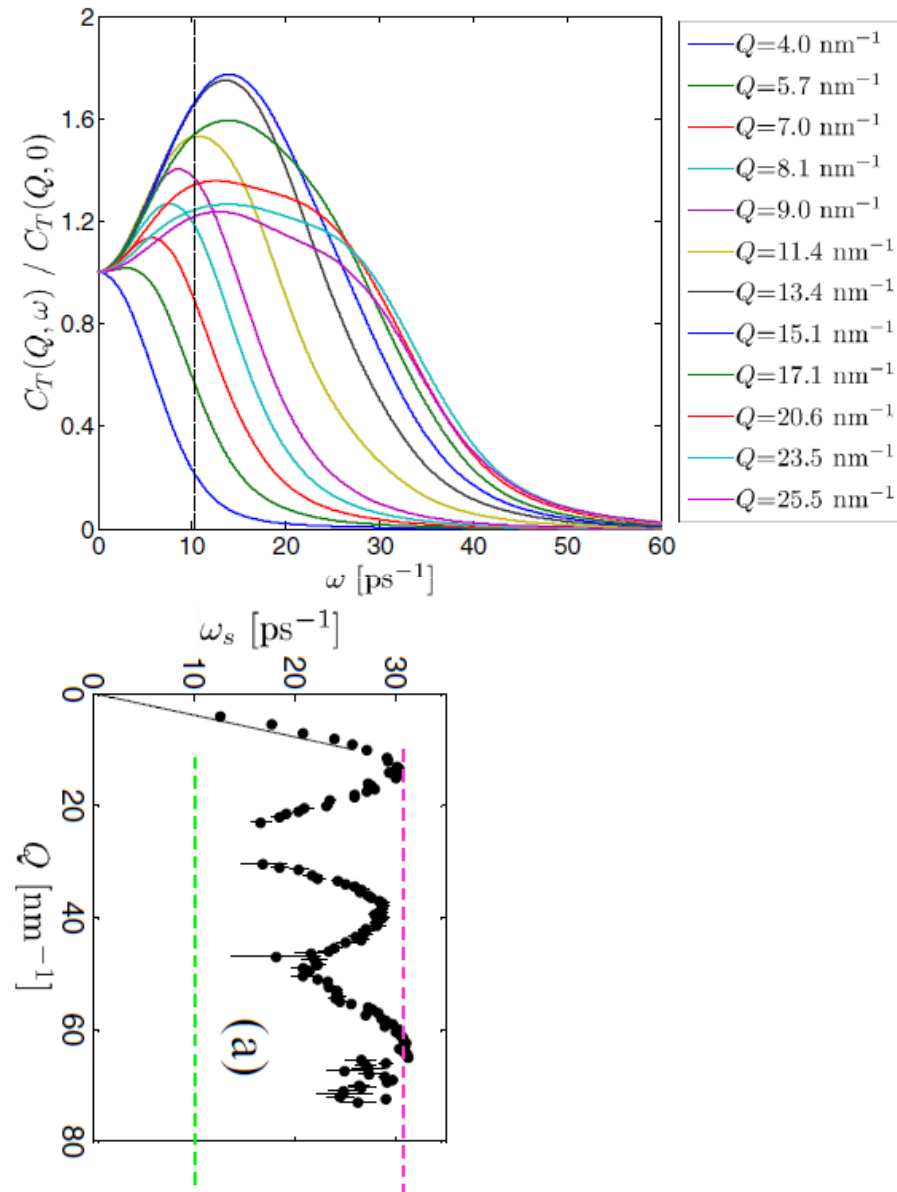 2
1.6
1.2
0.8
0.4
0
0 10 20 30 40 50 60
C_T(Q, ω) / C_T(Q, 0)
ω [ps⁻¹]
Q=4.0 nm⁻¹
Q=5.7 nm⁻¹
Q=7.0 nm⁻¹
Q=8.1 nm⁻¹
Q=9.0 nm⁻¹
Q=11.4 nm⁻¹
Q=13.4 nm⁻¹
Q=15.1 nm⁻¹
Q=17.1 nm⁻¹
Q=20.6 nm⁻¹
Q=23.5 nm⁻¹
Q=25.5 nm⁻¹
ω_s [ps⁻¹]
0 10 20 30
0
20
40
60
80
Q [nm⁻¹]
(a)